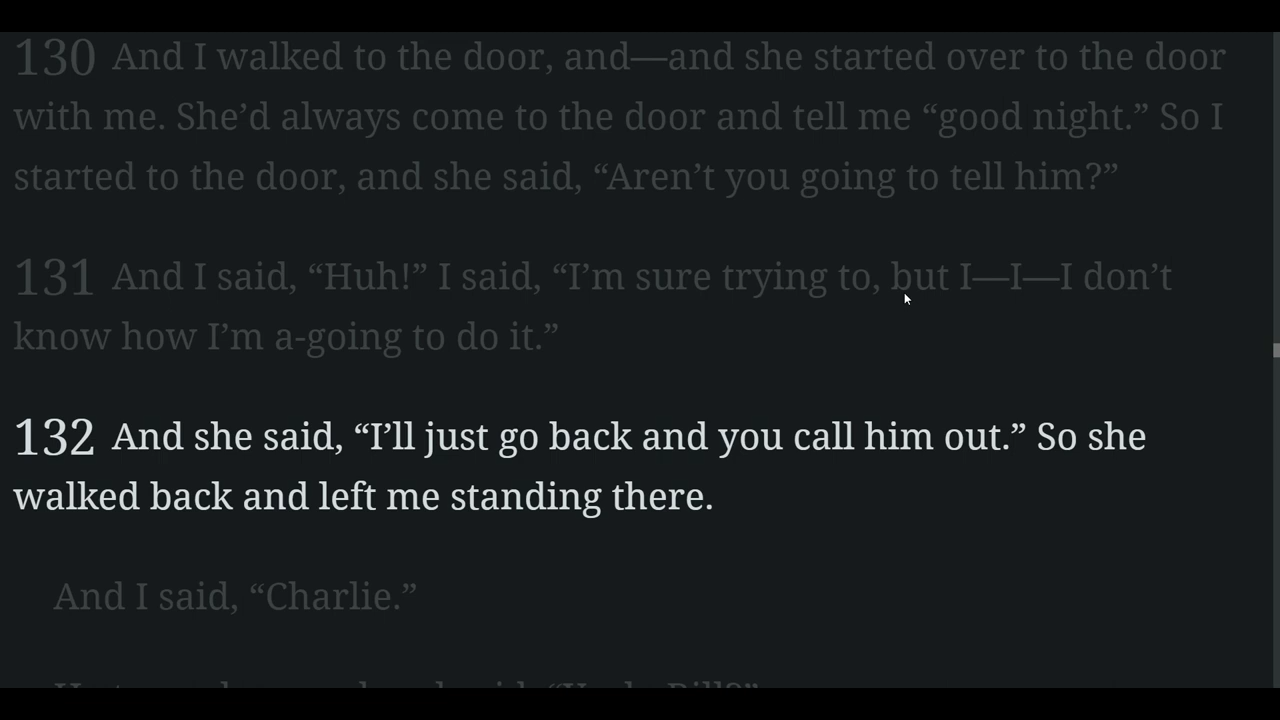 130 And I walked to the door, and—and she started over to the door
with me. She’d always come to the door and tell me “good night.” So I
started to the door, and she said, “Aren’t you going to tell him?”
131 And I said, “Huh!” I said, “I’m sure trying to, but I—I—I don’t
know how I’m a-going to do it.”
132 And she said, “I’ll just go back and you call him out.” So she
walked back and left me standing there.
And I said, “Charlie.”